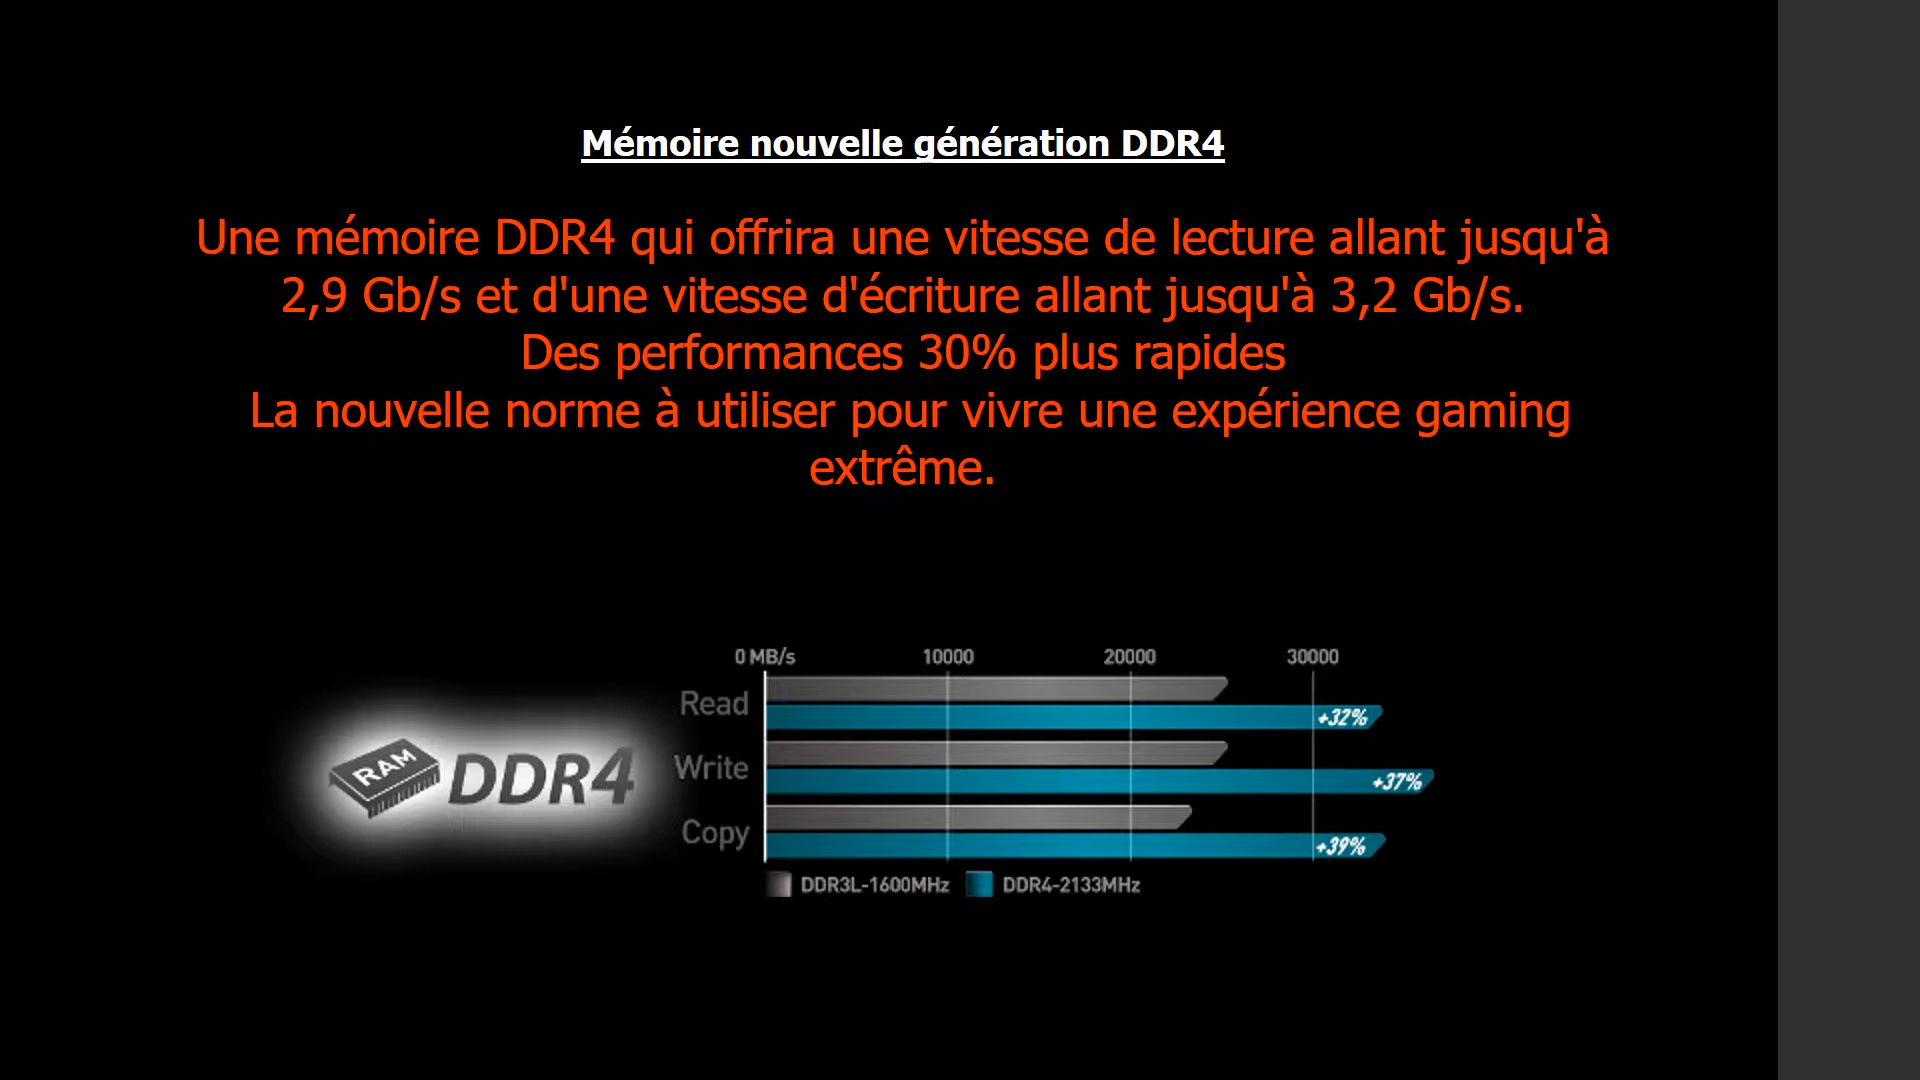 Mémoire nouvelle génération DDR4
Une mémoire DDR4 qui offrira une vitesse de lecture allant jusqu'à
2,9 Gb/s et d'une vitesse d'écriture allant jusqu'à 3,2 Gb/s.
Des performances 30% plus rapides
La nouvelle norme à utiliser pour vivre une expérience gaming
extrême.
0 MB/s 10000 20000 30000
Read
+32%
RAM DDR4
Write
+37%
Copy
+39%
DDR3L-1600MHz DDR4-2133MHz